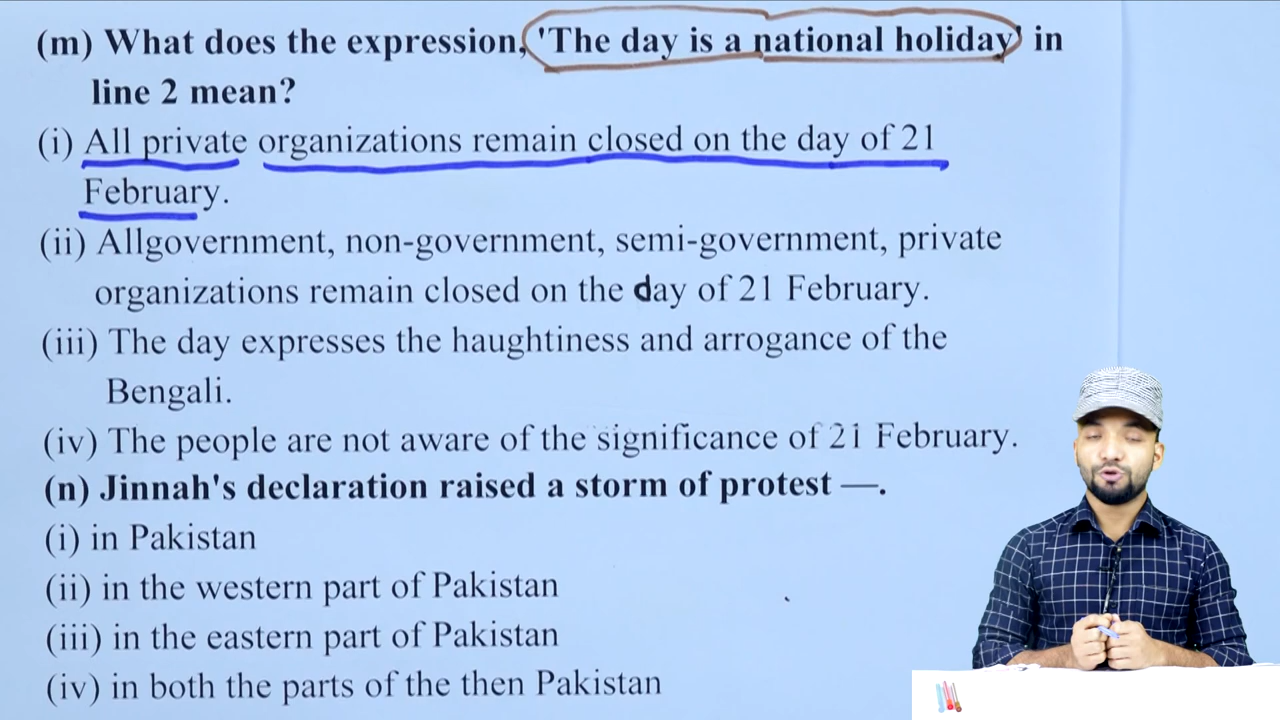 (m) What does the expression, 'The day is a national holiday' in
line 2 mean?
(i) All private organizations remain closed on the day of 21
February.
(ii) Allgovernment, non-government, semi-government, private
organizations remain closed on the day of 21 February.
(iii) The day expresses the haughtiness and arrogance of the
Bengali.
(iv) The people are not aware of the significance of 21 February.
(n) Jinnah's declaration raised a storm of protest —.
(i) in Pakistan
(ii) in the western part of Pakistan
(iii) in the eastern part of Pakistan
(iv) in both the parts of the then Pakistan